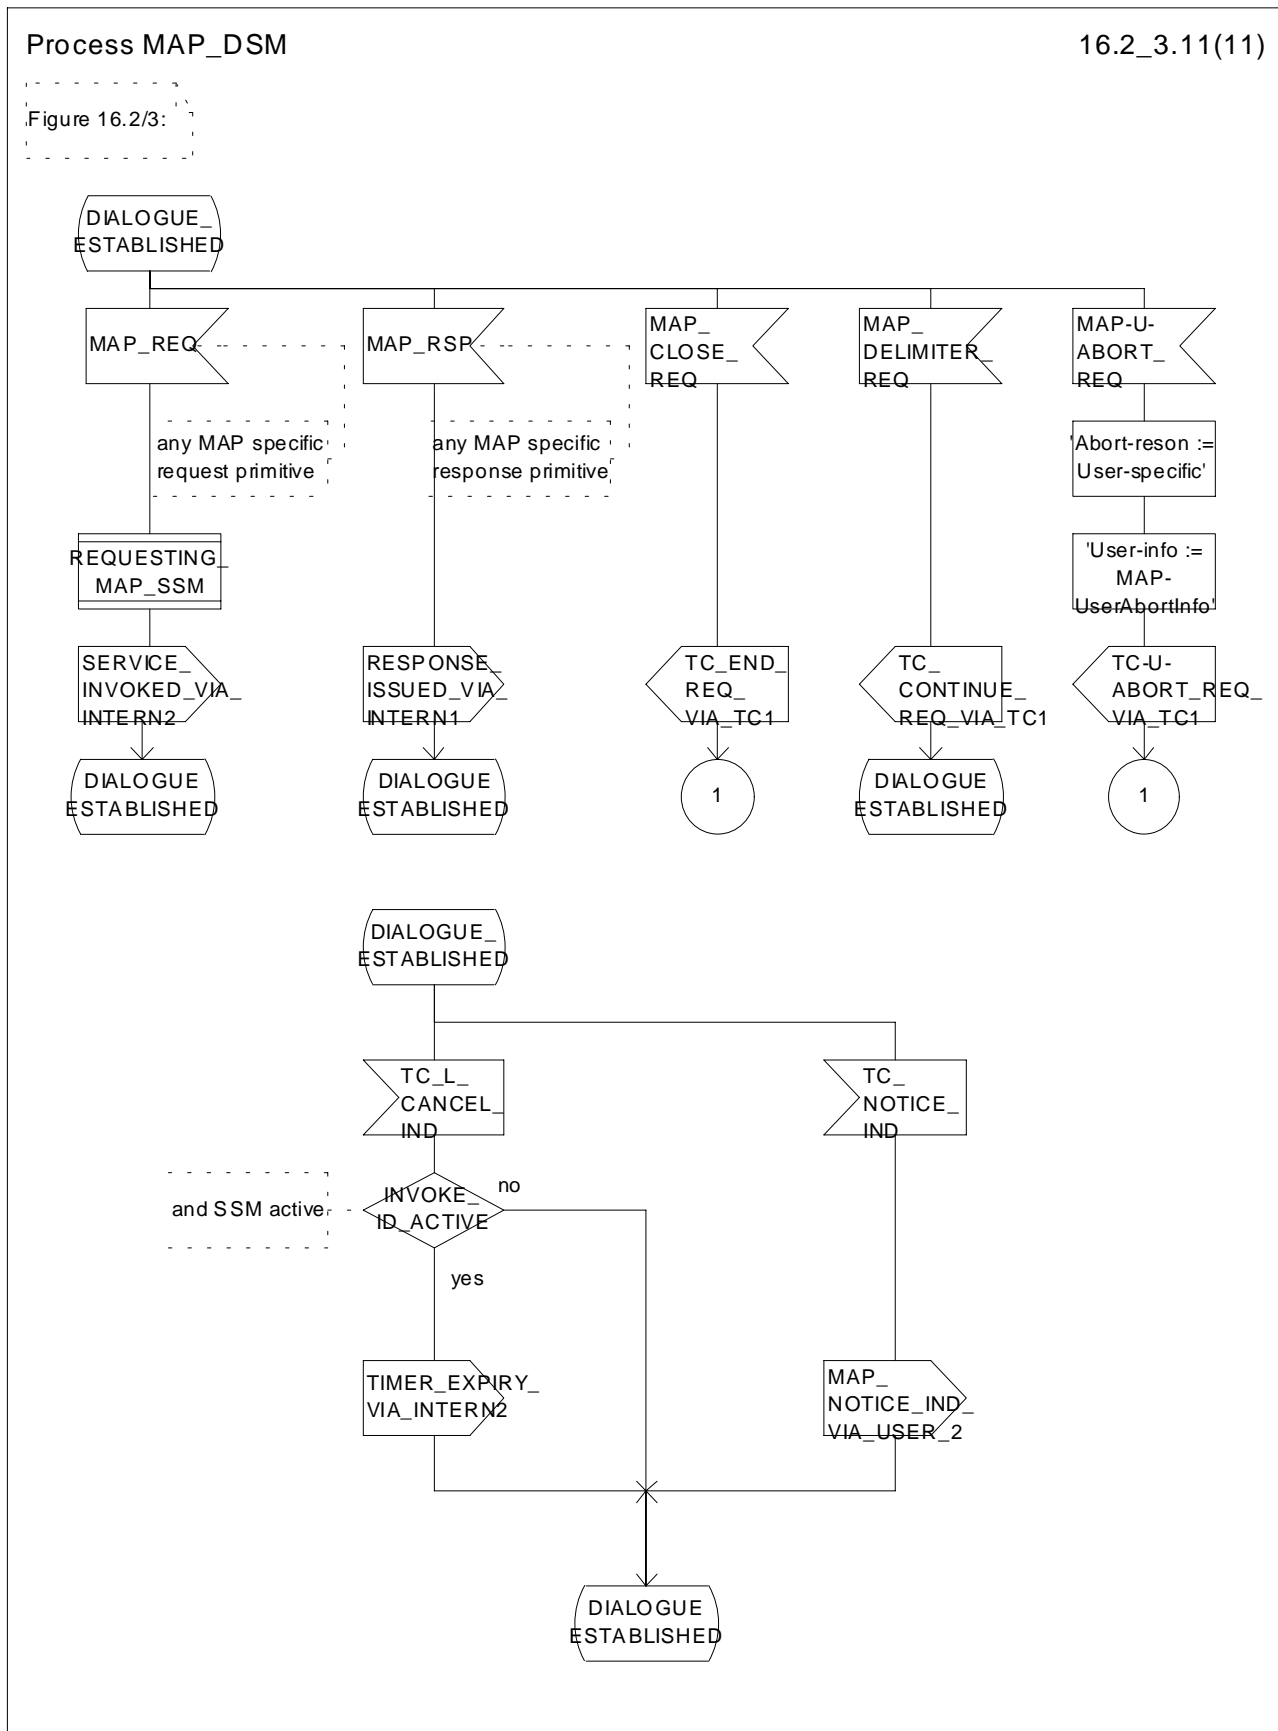 Process MAP_DSM
16.2_3.11(11)
Figure 16.2/3:
DIALOGUE_
ESTABLISHED
MAP_REQ
MAP_RSP
MAP_
CLOSE_
REQ
MAP_
DELIMITER_
REQ
MAP-U-
ABORT_
REQ
any MAP specific
request primitive
any MAP specific
response primitive
'Abort-reson :=
User-specific'
REQUESTING_
MAP_SSM
'User-info :=
MAP-
UserAbortInfo'
SERVICE_
INVOKED_VIA_
INTERN2
RESPONSE_
ISSUED_VIA_
INTERN1
TC_END_
REQ_
VIA_TC1
TC_
CONTINUE_
REQ_VIA_TC1
TC-U-
ABORT_REQ_
VIA_TC1
DIALOGUE
ESTABLISHED
DIALOGUE
ESTABLISHED
1
DIALOGUE
ESTABLISHED
1
DIALOGUE_
ESTABLISHED
TC_L_
CANCEL_
IND
TC_
NOTICE_
IND
and SSM active
INVOKE_
ID_ACTIVE
no
yes
TIMER_EXPIRY_
VIA_INTERN2
MAP_
NOTICE_IND_
VIA_USER_2
DIALOGUE
ESTABLISHED